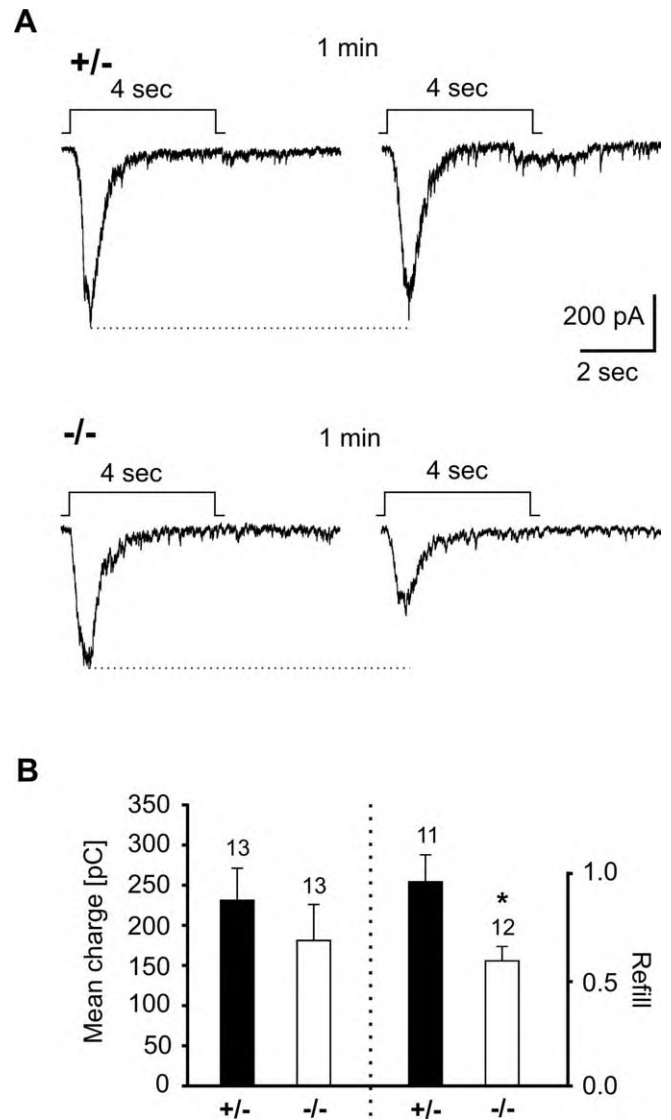 A
+/-
1 min
4 sec
4 sec
200 pA
2 sec
-/-
1 min
4 sec
4 sec
B
Mean charge [pC]
350
300
250
200
150
100
50
0
13
13
11
*
12
1.0
0.5
0.0
Refill
+/-
-/-
+/-
-/-